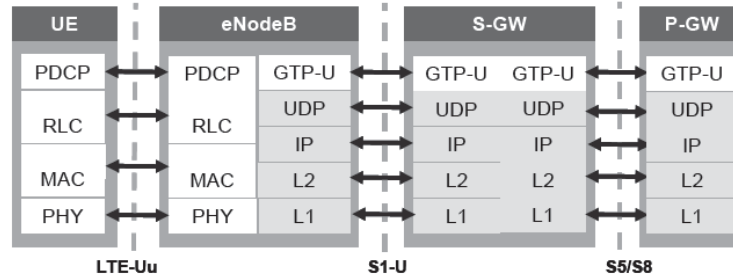 UE eNodeB S-GW P-GW
PDCP PDCP GTP-U GTP-U GTP-U GTP-U
RLC RLC UDP UDP UDP UDP
IP IP IP IP
MAC MAC L2 L2 L2 L2
PHY PHY L1 L1 L1 L1
LTE-Uu S1-U S5/S8